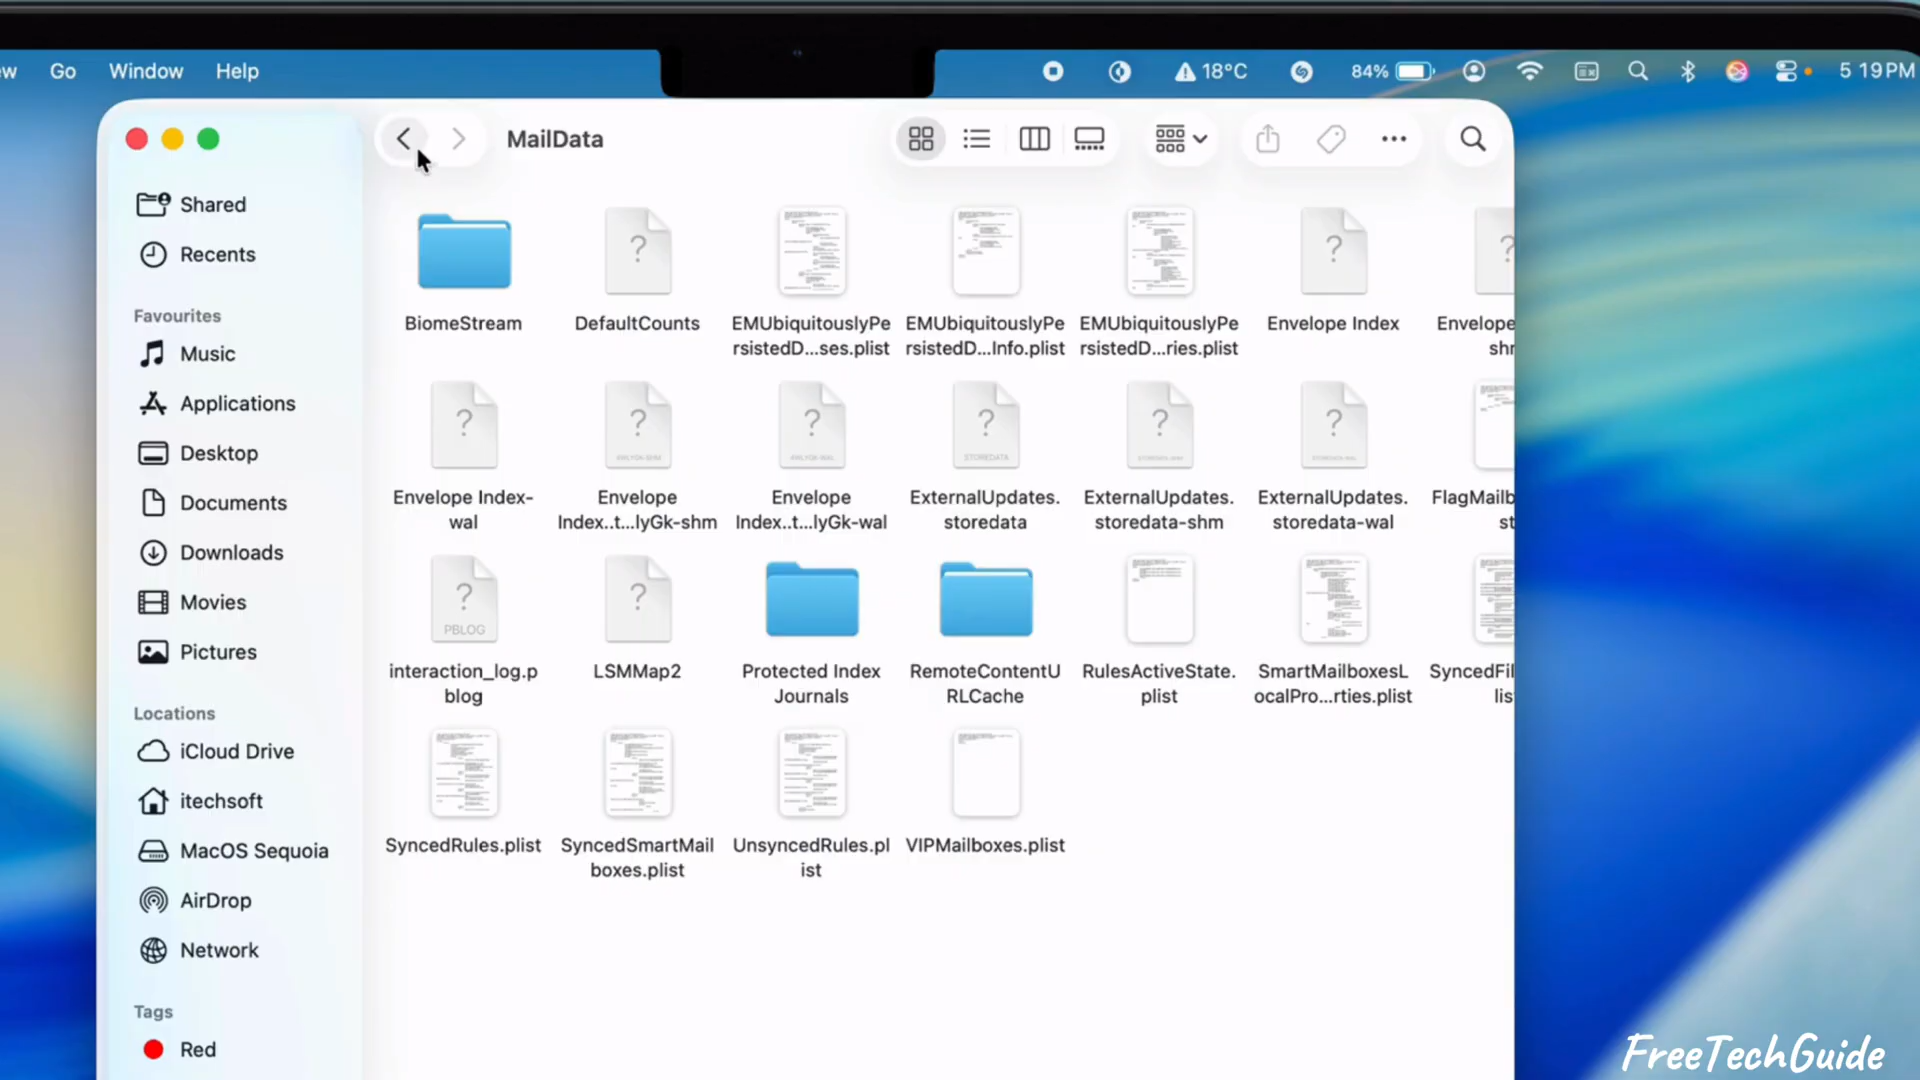 Go Window Help
18°C 84% 5 19PM
MailData
Shared
Recents
Favourites
Music
Applications
Desktop
Documents
Downloads
Movies
Pictures
Locations
iCloud Drive
itechsoft
MacOS Sequoia
AirDrop
Network
Tags
Red
BiomeStream
DefaultCounts
EMUbiquitouslyPe
rsistedD...ses.plist
EMUbiquitouslyPe
rsistedD...Info.plist
EMUbiquitouslyPe
rsistedD...ries.plist
Envelope Index
Envelope
Envelope Index-
wal
Envelope
Index..t...lyGk-shm
Envelope
Index..t...lyGk-wal
STOREDATA
ExternalUpdates.
storedata
ExternalUpdates.
storedata-shm
ExternalUpdates.
storedata-wal
PBLOG
interaction_log.p
blog
LSMMap2
Protected Index
Journals
RemoteContentU
RLCache
RulesActiveState.
plist
SmartMailboxesL
ocalPro...rties.plist
SyncedRules.plist
SyncedSmartMail
boxes.plist
UnsyncedRules.pl
ist
VIPMailboxes.plist
FreeTechGuide